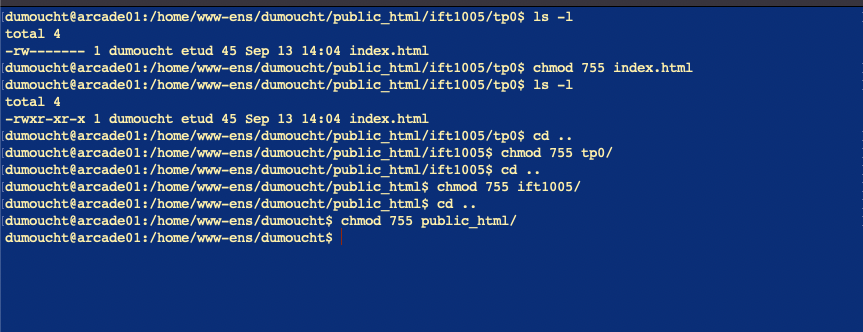 dumoucht@arcade01:/home/www-ens/dumoucht/public_html/ift1005/tp0$ ls -l
total 4
-rw------- 1 dumoucht etud 45 Sep 13 14:04 index.html
dumoucht@arcade01:/home/www-ens/dumoucht/public_html/ift1005/tp0$ chmod 755 index.html
dumoucht@arcade01:/home/www-ens/dumoucht/public_html/ift1005/tp0$ ls -l
total 4
-rwxr-xr-x 1 dumoucht etud 45 Sep 13 14:04 index.html
dumoucht@arcade01:/home/www-ens/dumoucht/public_html/ift1005/tp0$ cd ..
dumoucht@arcade01:/home/www-ens/dumoucht/public_html/ift1005$ chmod 755 tp0/
dumoucht@arcade01:/home/www-ens/dumoucht/public_html/ift1005$ cd ..
dumoucht@arcade01:/home/www-ens/dumoucht/public_html$ chmod 755 ift1005/
dumoucht@arcade01:/home/www-ens/dumoucht/public_html$ cd ..
dumoucht@arcade01:/home/www-ens/dumoucht$ chmod 755 public_html/
dumoucht@arcade01:/home/www-ens/dumoucht$